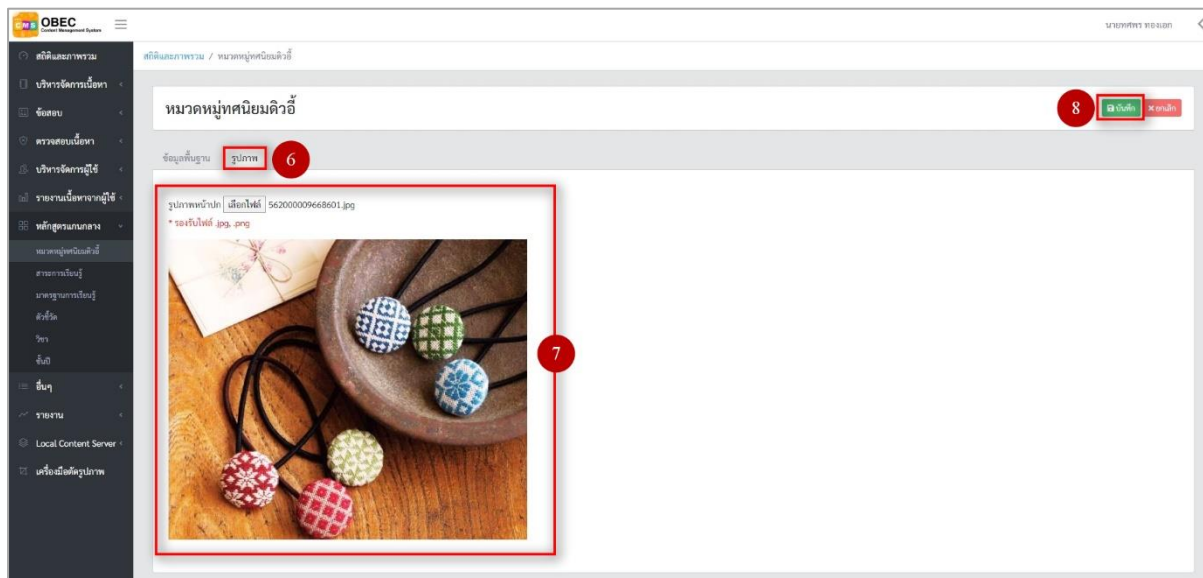 CMS OBEC
Content Management System
นายทศพร ทองเอก
สถิติและภาพรวม
บริหารจัดการเนื้อหา
ข้อสอบ
ตรวจสอบเนื้อหา
บริหารจัดการผู้ใช้
รายงานเนื้อหาจากผู้ใช้
หลักสูตรแกนกลาง
หมวดหมู่ทศนิยมดิวอี้
สาระการเรียนรู้
มาตรฐานการเรียนรู้
ตัวชี้วัด
วิชา
ชั้นปี
อื่นๆ
รายงาน
Local Content Server
เครื่องมือตัดรูปภาพ
สถิติและภาพรวม / หมวดหมู่ทศนิยมดิวอี้
หมวดหมู่ทศนิยมดิวอี้
8
บันทึก
ยกเลิก
ข้อมูลพื้นฐาน
รูปภาพ
6
รูปภาพหน้าปก เลือกไฟล์ 562000009668601.jpg
* รองรับไฟล์ .jpg, .png
7